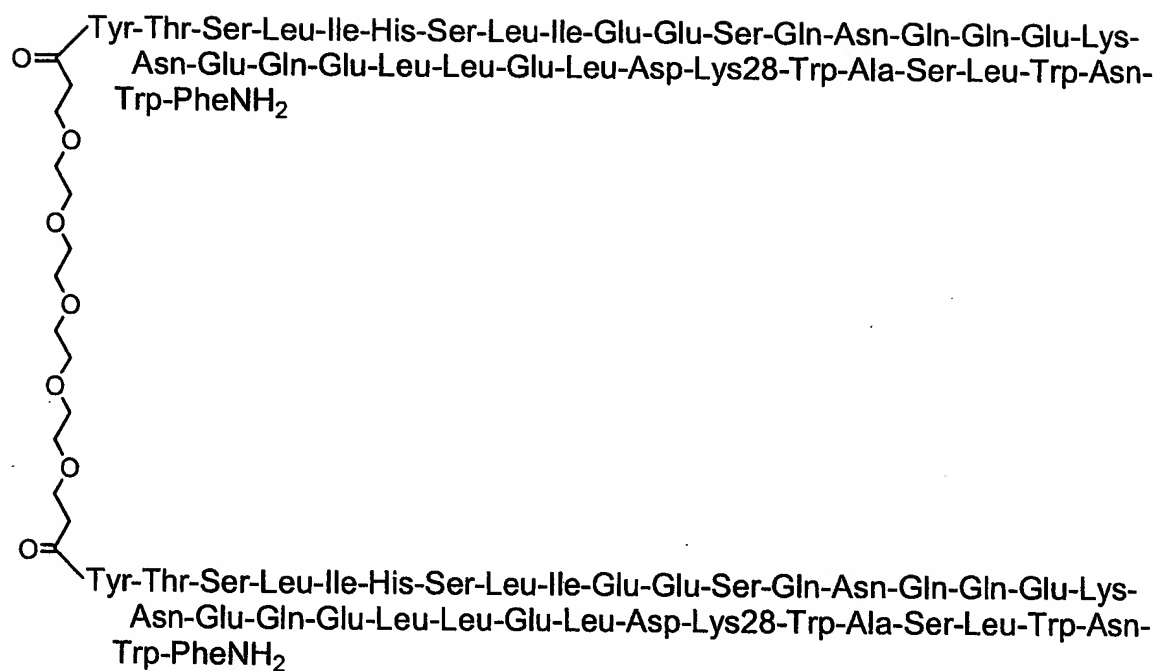 Tyr-Thr-Ser-Leu-Ile-His-Ser-Leu-Ile-Glu-Glu-Ser-Gln-Asn-Gln-Gln-Glu-Lys-
O
Asn-Glu-Gln-Glu-Leu-Leu-Glu-Leu-Asp-Lys28-Trp-Ala-Ser-Leu-Trp-Asn-
Trp-PheNH2
O
O
O
O
O
O
Tyr-Thr-Ser-Leu-Ile-His-Ser-Leu-Ile-Glu-Glu-Ser-Gln-Asn-Gln-Gln-Glu-Lys-
Asn-Glu-Gln-Glu-Leu-Leu-Glu-Leu-Asp-Lys28-Trp-Ala-Ser-Leu-Trp-Asn-
Trp-PheNH2